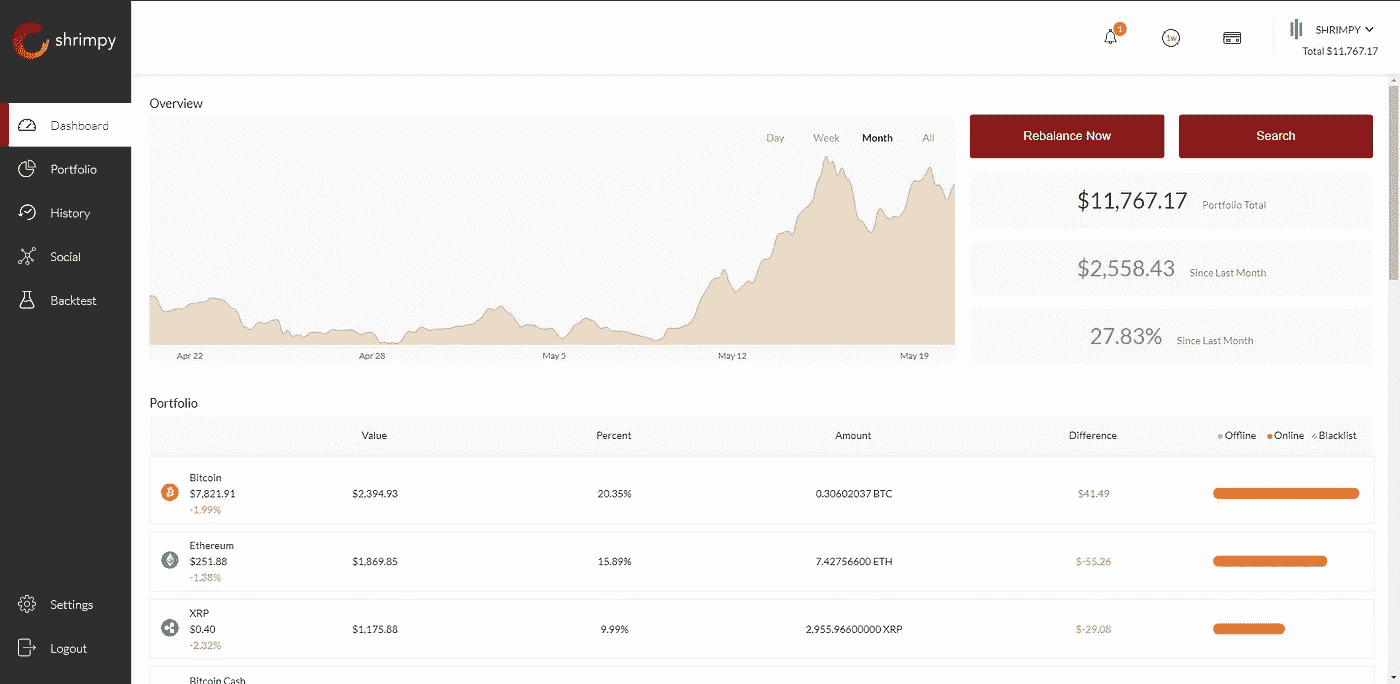 shrimpy
1
1w
SHRIMPY
Total $11,767.17
Dashboard
Portfolio
History
Social
Backtest
Settings
Logout
Overview
Day Week Month All
Apr 22 Apr 28 May 5 May 12 May 19
Rebalance Now Search
$11,767.17 Portfolio Total
$2,558.43 Since Last Month
27.83% Since Last Month
Portfolio
Value Percent Amount Difference Offline Online Blacklist
Bitcoin
$7,821.91 $2,394.93 20.35% 0.30602037 BTC $41.49
-1.99%
Ethereum
$251.88 $1,869.85 15.89% 7.42756600 ETH $-55.26
-1.38%
XRP
$0.40 $1,175.88 9.99% 2,955.96600000 XRP $-29.08
-2.32%
Bitcoin Cash